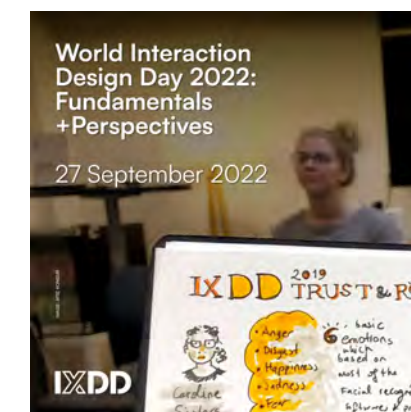 World Interaction
Design Day 2022:
Fundamentals
+Perspectives
27 September 2022
IXDD 2019
TRUST & R
Anger
Disgust
Happiness
Sadness
Fear
6 basic
emotions
which
based on
most of the
Facial recogni
Caroline
IXDD